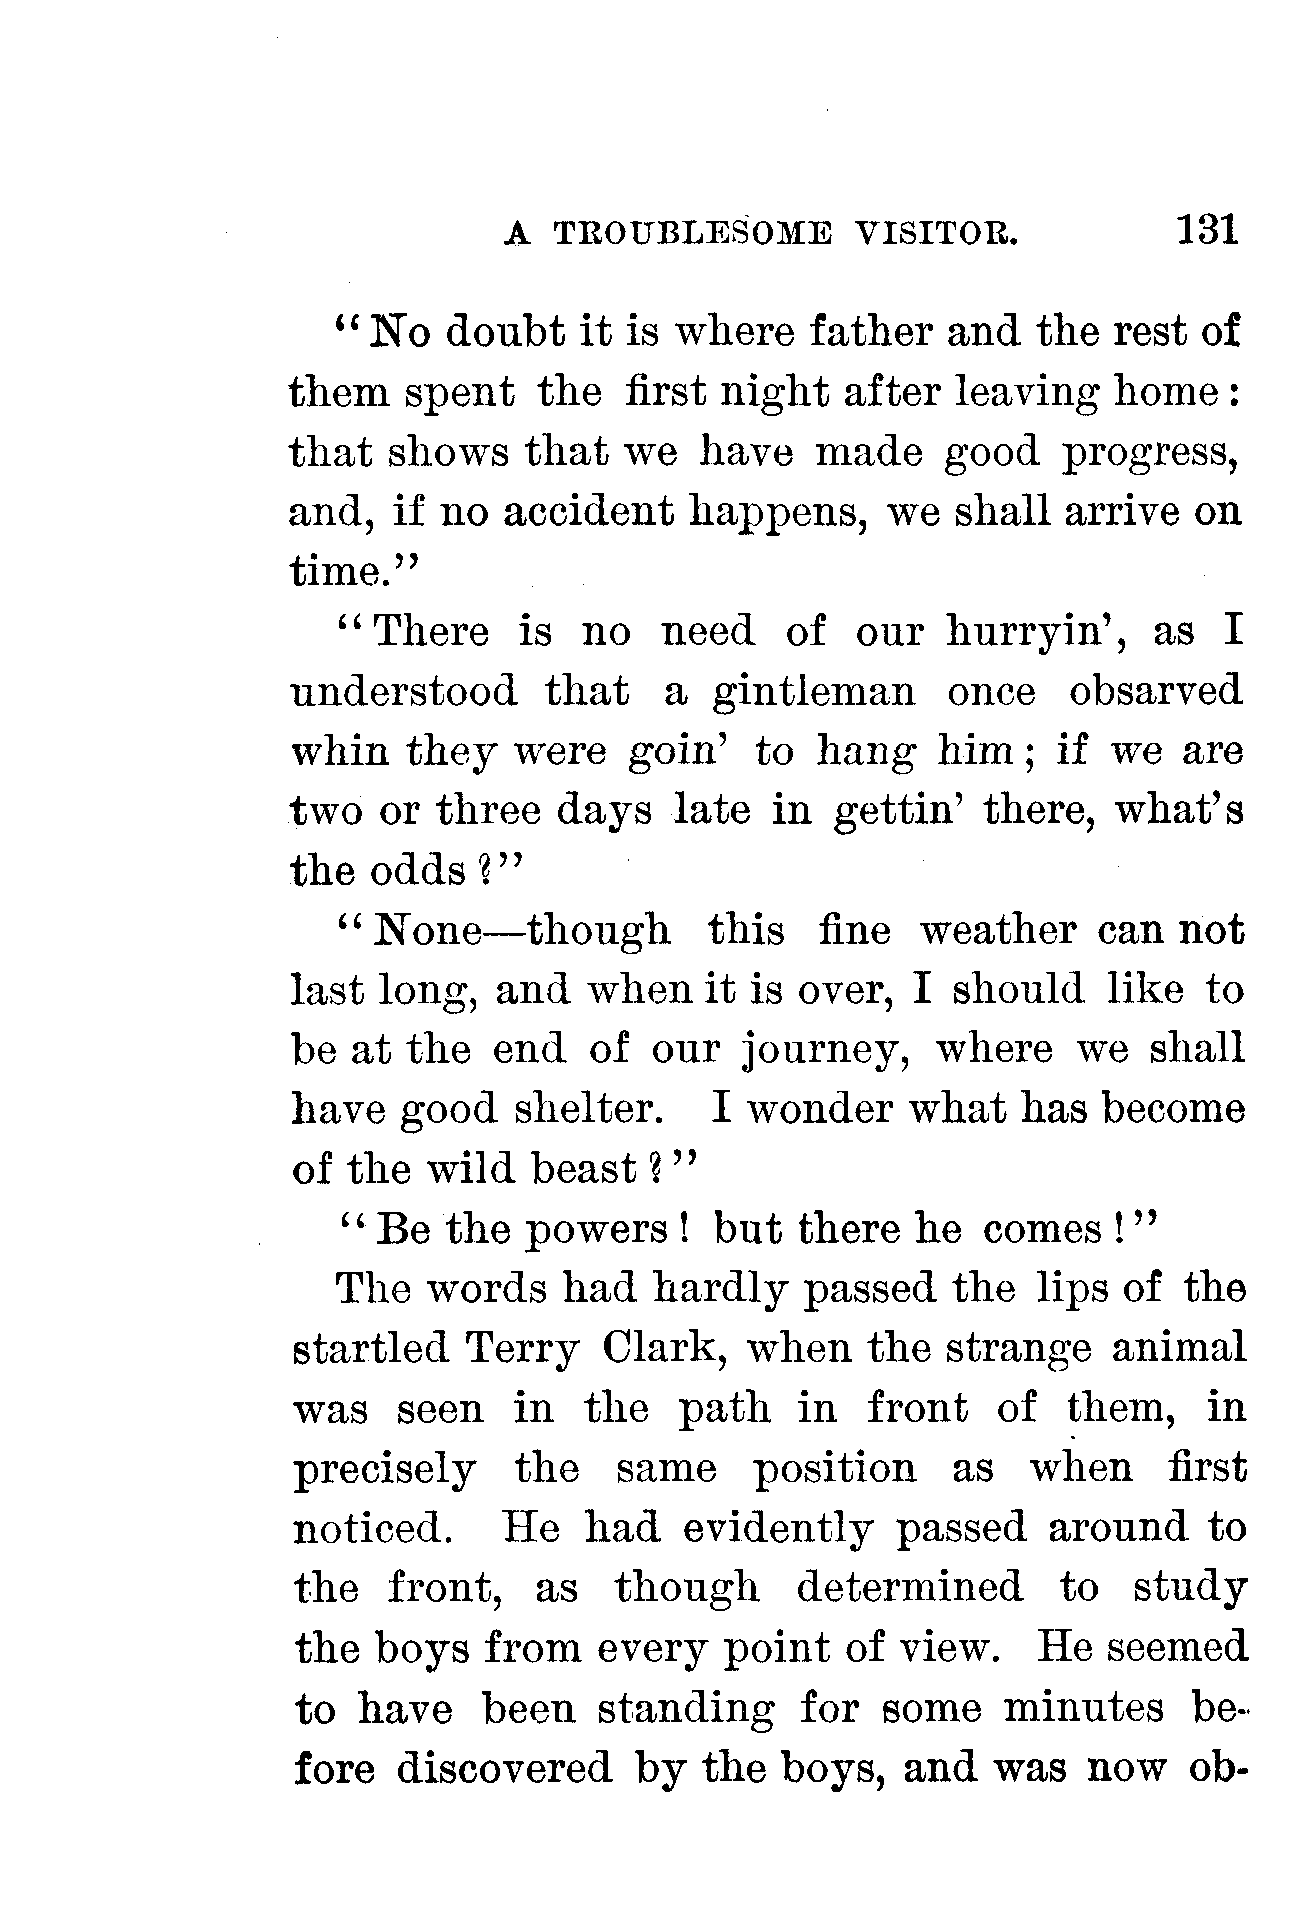 A TROUBLESOME VISITOR. 131
"No doubt it is where father and the rest of
them spent the first night after leaving home:
that shows that we have made good progress,
and, if no accident happens, we shall arrive on
time."
"There is no need of our hurryin', as I
understood that a gintleman once obsarved
whin they were goin' to hang him; if we are
two or three days late in gettin' there, what's
the odds?"
"None—though this fine weather can not
last long, and when it is over, I should like to
be at the end of our journey, where we shall
have good shelter. I wonder what has become
of the wild beast?"
"Be the powers! but there he comes!"
The words had hardly passed the lips of the
startled Terry Clark, when the strange animal
was seen in the path in front of them, in
precisely the same position as when first
noticed. He had evidently passed around to
the front, as though determined to study
the boys from every point of view. He seemed
to have been standing for some minutes be-
fore discovered by the boys, and was now ob-